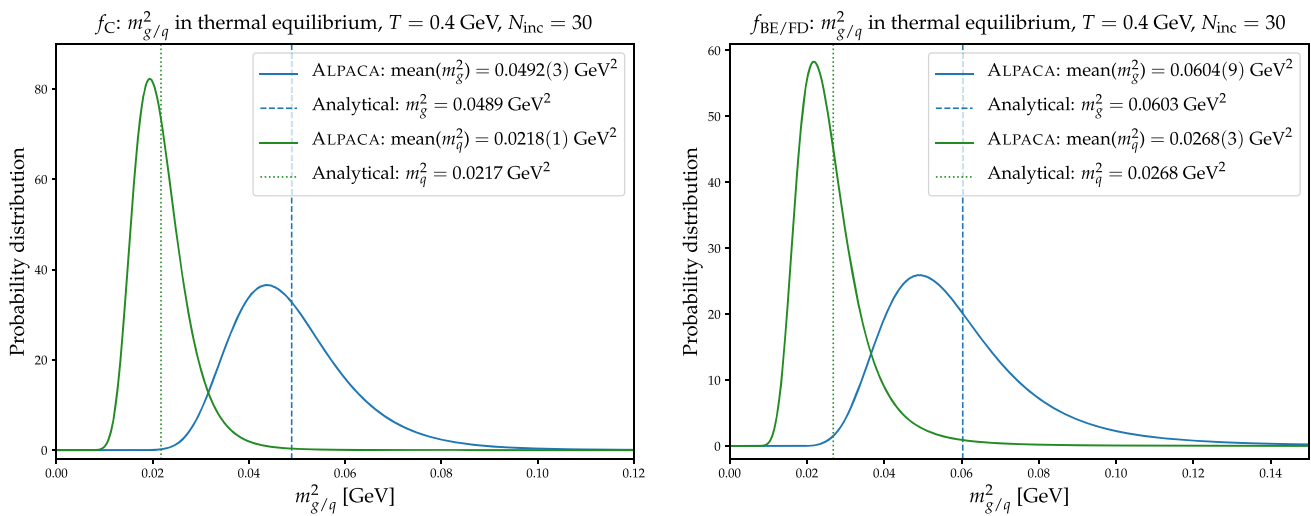 f_C: m²_{g/q} in thermal equilibrium, T = 0.4 GeV, N_inc = 30
ALPACA: mean(m²_g) = 0.0492(3) GeV²
Analytical: m²_g = 0.0489 GeV²
ALPACA: mean(m²_q) = 0.0218(1) GeV²
Analytical: m²_q = 0.0217 GeV²
Probability distribution
80
60
40
20
0
0.00 0.02 0.04 0.06 0.08 0.10 0.12
m²_{g/q} [GeV]
f_BE/FD: m²_{g/q} in thermal equilibrium, T = 0.4 GeV, N_inc = 30
ALPACA: mean(m²_g) = 0.0604(9) GeV²
Analytical: m²_g = 0.0603 GeV²
ALPACA: mean(m²_q) = 0.0268(3) GeV²
Analytical: m²_q = 0.0268 GeV²
Probability distribution
60
50
40
30
20
10
0
0.00 0.02 0.04 0.06 0.08 0.10 0.12 0.14
m²_{g/q} [GeV]